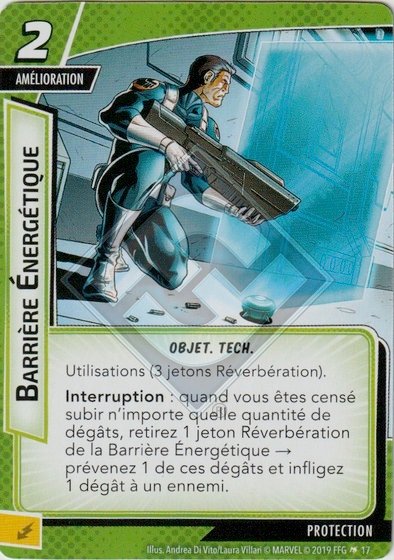 2
AMÉLIORATION
BARRIÈRE ÉNERGÉTIQUE
OBJET. TECH.
Utilisations (3 jetons Réverbération).
Interruption : quand vous êtes censé
subir n'importe quelle quantité de
dégâts, retirez 1 jeton Réverbération
de la Barrière Énergétique →
prévenez 1 de ces dégâts et infligez
1 dégât à un ennemi.
PROTECTION
Illus. Andrea Di Vito/Laura Villari © MARVEL © 2019 FFG 17